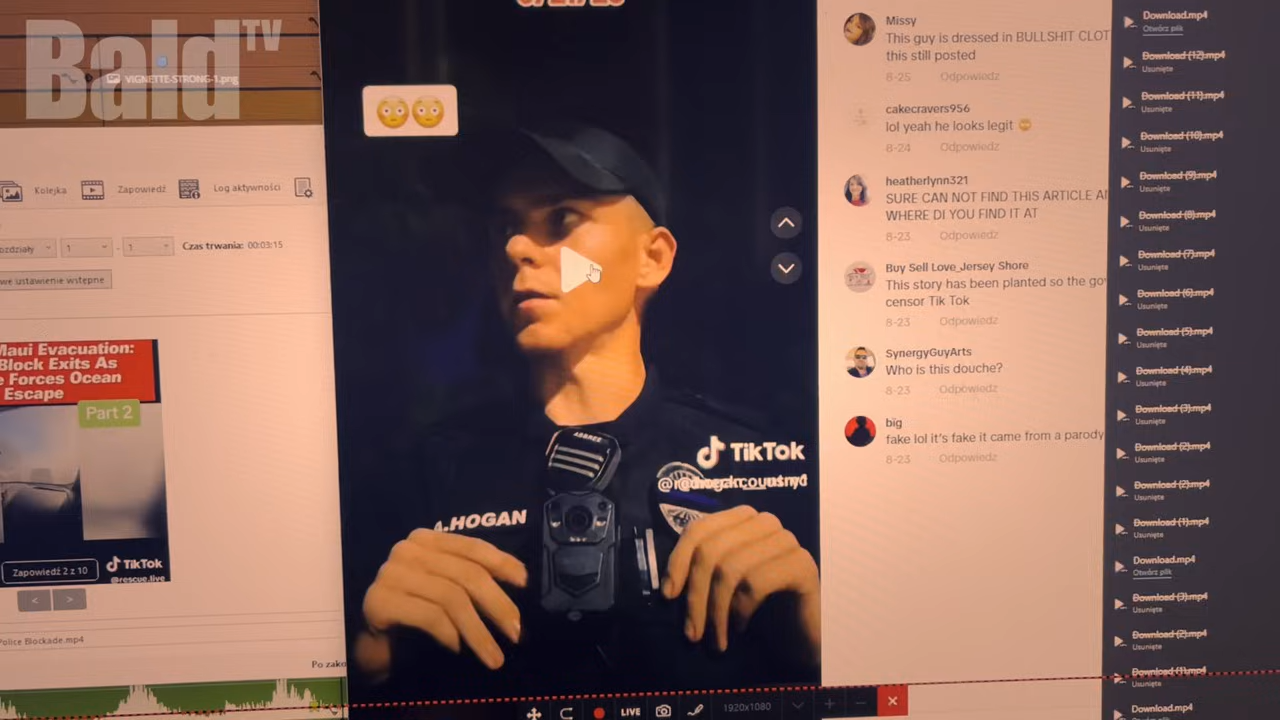 Bald TV
VIGNETTE-STRONG-1.png
Kolejka
Zapowiedź
Log aktywności
ozdziały
1
-
1
Czas trwania: 00:03:15
we ustawienie wstępne
Maui Evacuation:
Block Exits As
Forces Ocean
Escape
Part 2
Zapowiedź 2 z 10
TikTok
@rescue.live
<
>
Police Blockade.mp4
Po zako
A.HOGAN
TikTok
LIVE
1920x1080
Missy
This guy is dressed in BULLSHIT CLOT
this still posted
8-25 Odpowiedz
cakecravers956
lol yeah he looks legit
8-24 Odpowiedz
heatherlynn321
SURE CAN NOT FIND THIS ARTICLE AN
WHERE DI YOU FIND IT AT
8-23 Odpowiedz
Buy Sell Love_Jersey Shore
This story has been planted so the gov
censor Tik Tok
8-23 Odpowiedz
SynergyGuyArts
Who is this douche?
8-23 Odpowiedz
big
fake lol it's fake it came from a parody
8-23 Odpowiedz
Download.mp4
Otwórz plik
Download (12).mp4
Usunięte
Download (11).mp4
Usunięte
Download (10).mp4
Usunięte
Download (9).mp4
Usunięte
Download (8).mp4
Usunięte
Download (7).mp4
Usunięte
Download (6).mp4
Usunięte
Download (5).mp4
Usunięte
Download (4).mp4
Usunięte
Download (3).mp4
Usunięte
Download (2).mp4
Usunięte
Download (2).mp4
Usunięte
Download (1).mp4
Usunięte
Download.mp4
Otwórz plik
Download (3).mp4
Usunięte
Download (2).mp4
Usunięte
Download (1).mp4
Usunięte
Download.mp4